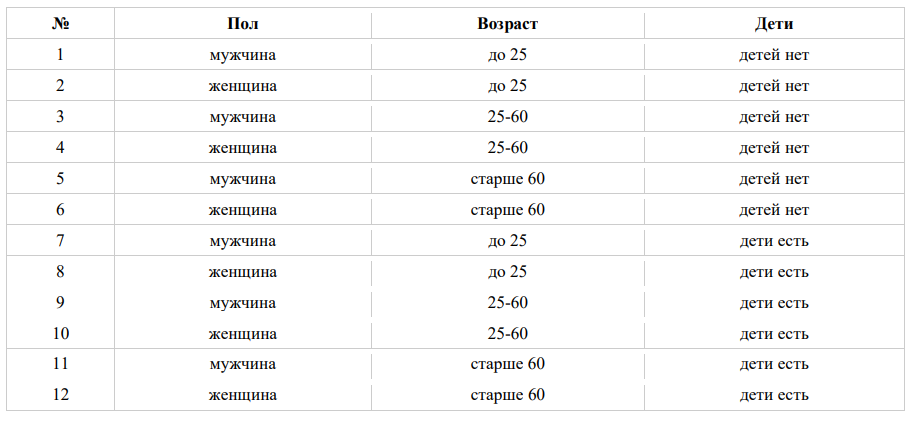 № Пол Возраст Дети
1 мужчина до 25 детей нет
2 женщина до 25 детей нет
3 мужчина 25-60 детей нет
4 женщина 25-60 детей нет
5 мужчина старше 60 детей нет
6 женщина старше 60 детей нет
7 мужчина до 25 дети есть
8 женщина до 25 дети есть
9 мужчина 25-60 дети есть
10 женщина 25-60 дети есть
11 мужчина старше 60 дети есть
12 женщина старше 60 дети есть